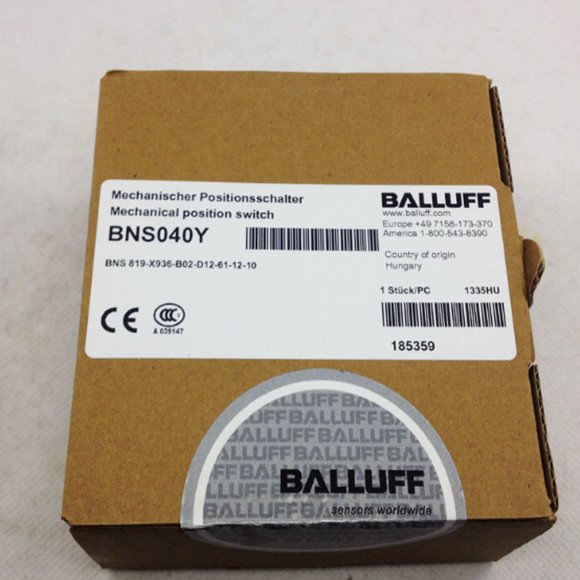 Mechanischer Positionsschalter
Mechanical position switch
BNS040Y
BNS 819-X936-B02-D12-61-12-10
CE
CCC
A 639147
BALLUFF
www.balluff.com
Europe +49 7158-173-370
America 1-800-543-8390
Country of origin
Hungary
1 Stück/PC 1335HU
185359
BALLUFF
sensors worldwide